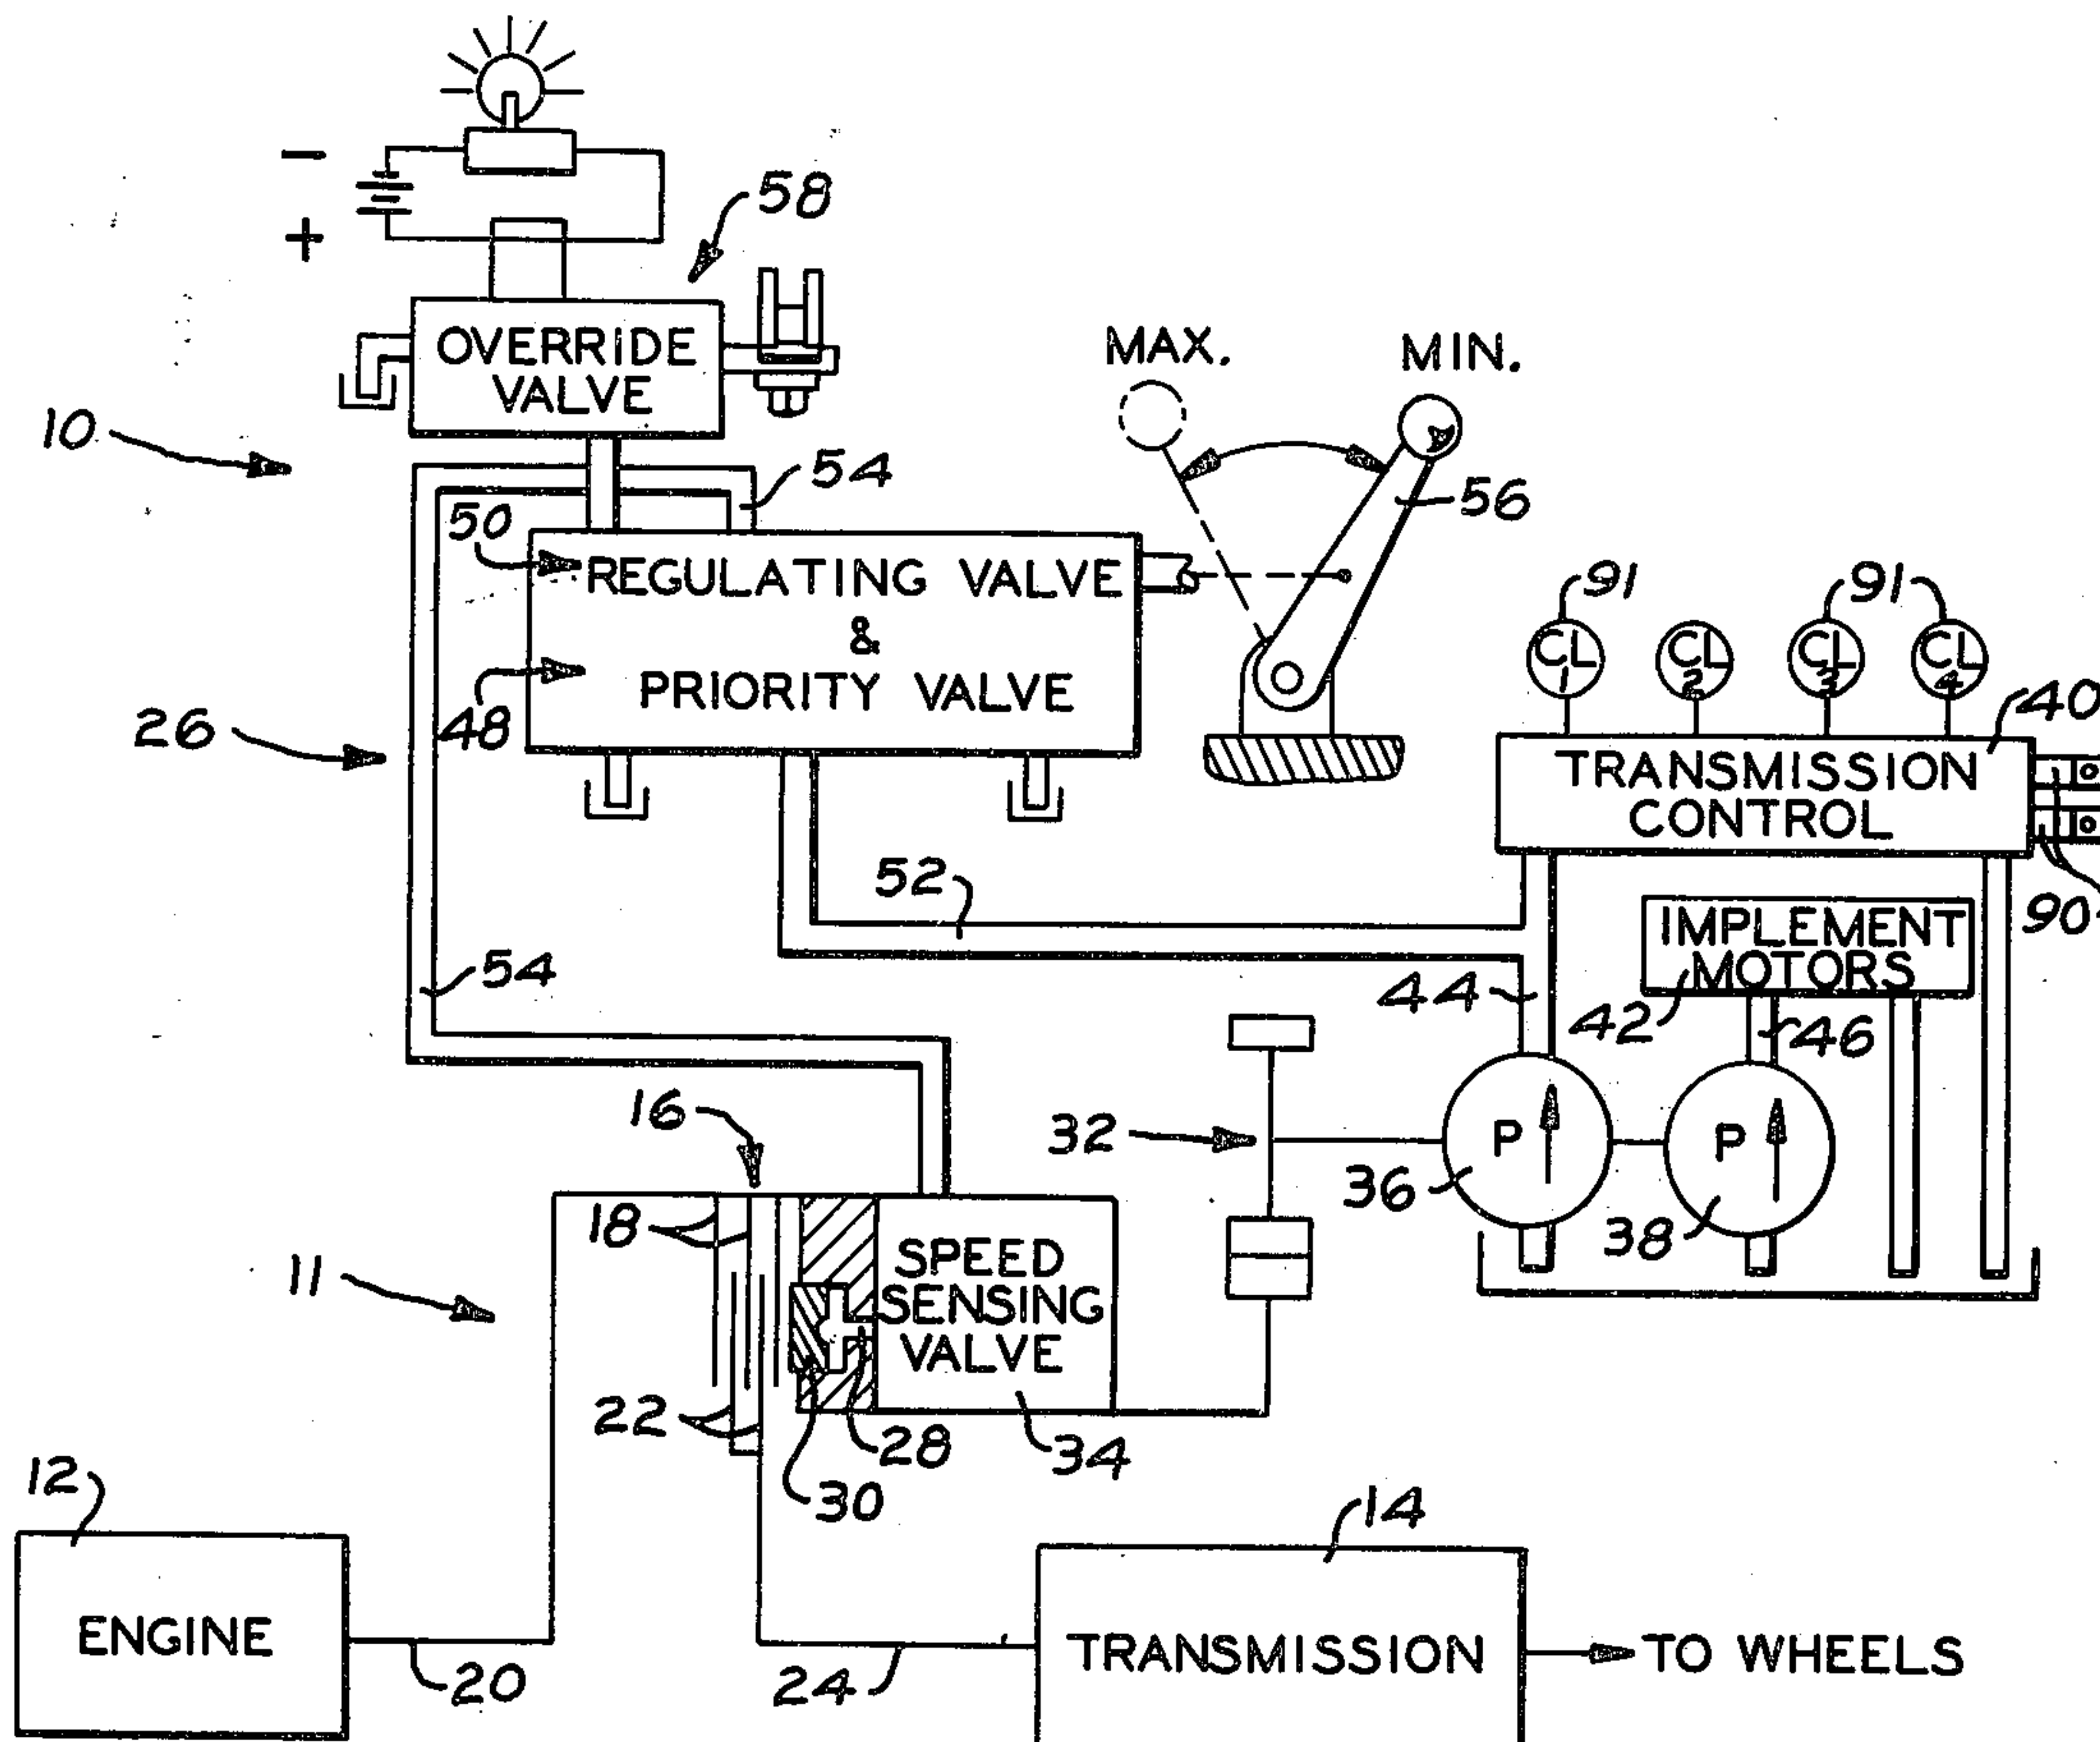 −
+
58
OVERRIDE
VALVE
10
54
50
REGULATING VALVE
&
PRIORITY VALVE
48
26
MAX.
MIN.
56
91
91
CL
1
CL
2
CL
3
CL
4
40
TRANSMISSION
CONTROL
90
52
IMPLEMENT
MOTORS
44
42
46
54
16
32
P
P
36
38
18
11
SPEED
SENSING
VALVE
22
28
34
30
12
14
ENGINE
20
24
TRANSMISSION
TO WHEELS